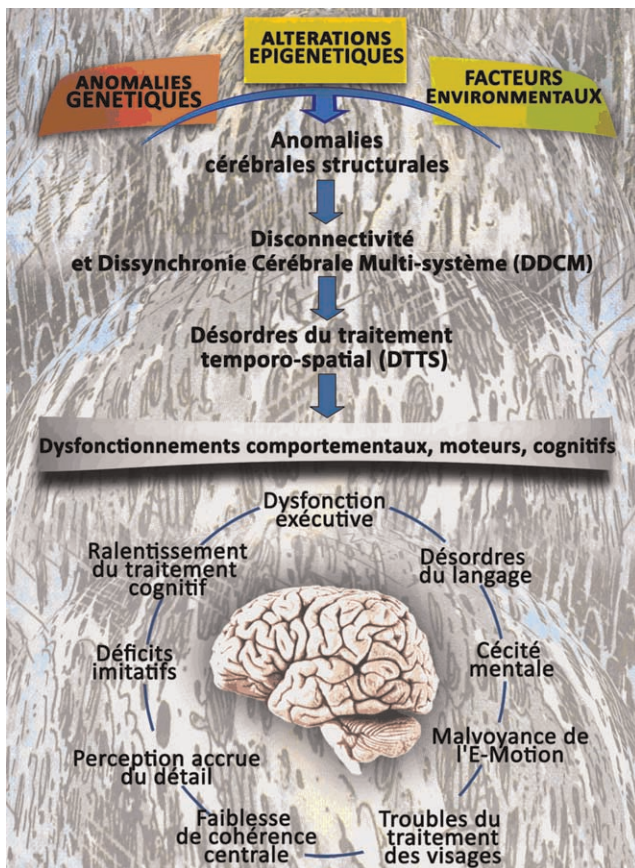 ALTERATIONS
EPIGENETIQUES
ANOMALIES
GÉNÉTIQUES
FACTEURS
ENVIRONMENTAUX
Anomalies
cérébrales structurales
Disconnectivité
et Dissynchronie Cérébrale Multi-système (DDCM)
Désordres du traitement
temporo-spatial (DTTS)
Dysfonctionnements comportementaux, moteurs, cognitifs
Dysfonction
exécutive
Ralentissement
du traitement
cognitif
Désordres
du langage
Déficits
imitatifs
Cécité
mentale
Perception accrue
du détail
Malvoyance de
l'E-Motion
Faiblesse
de cohérence
centrale
Troubles du
traitement
des visages